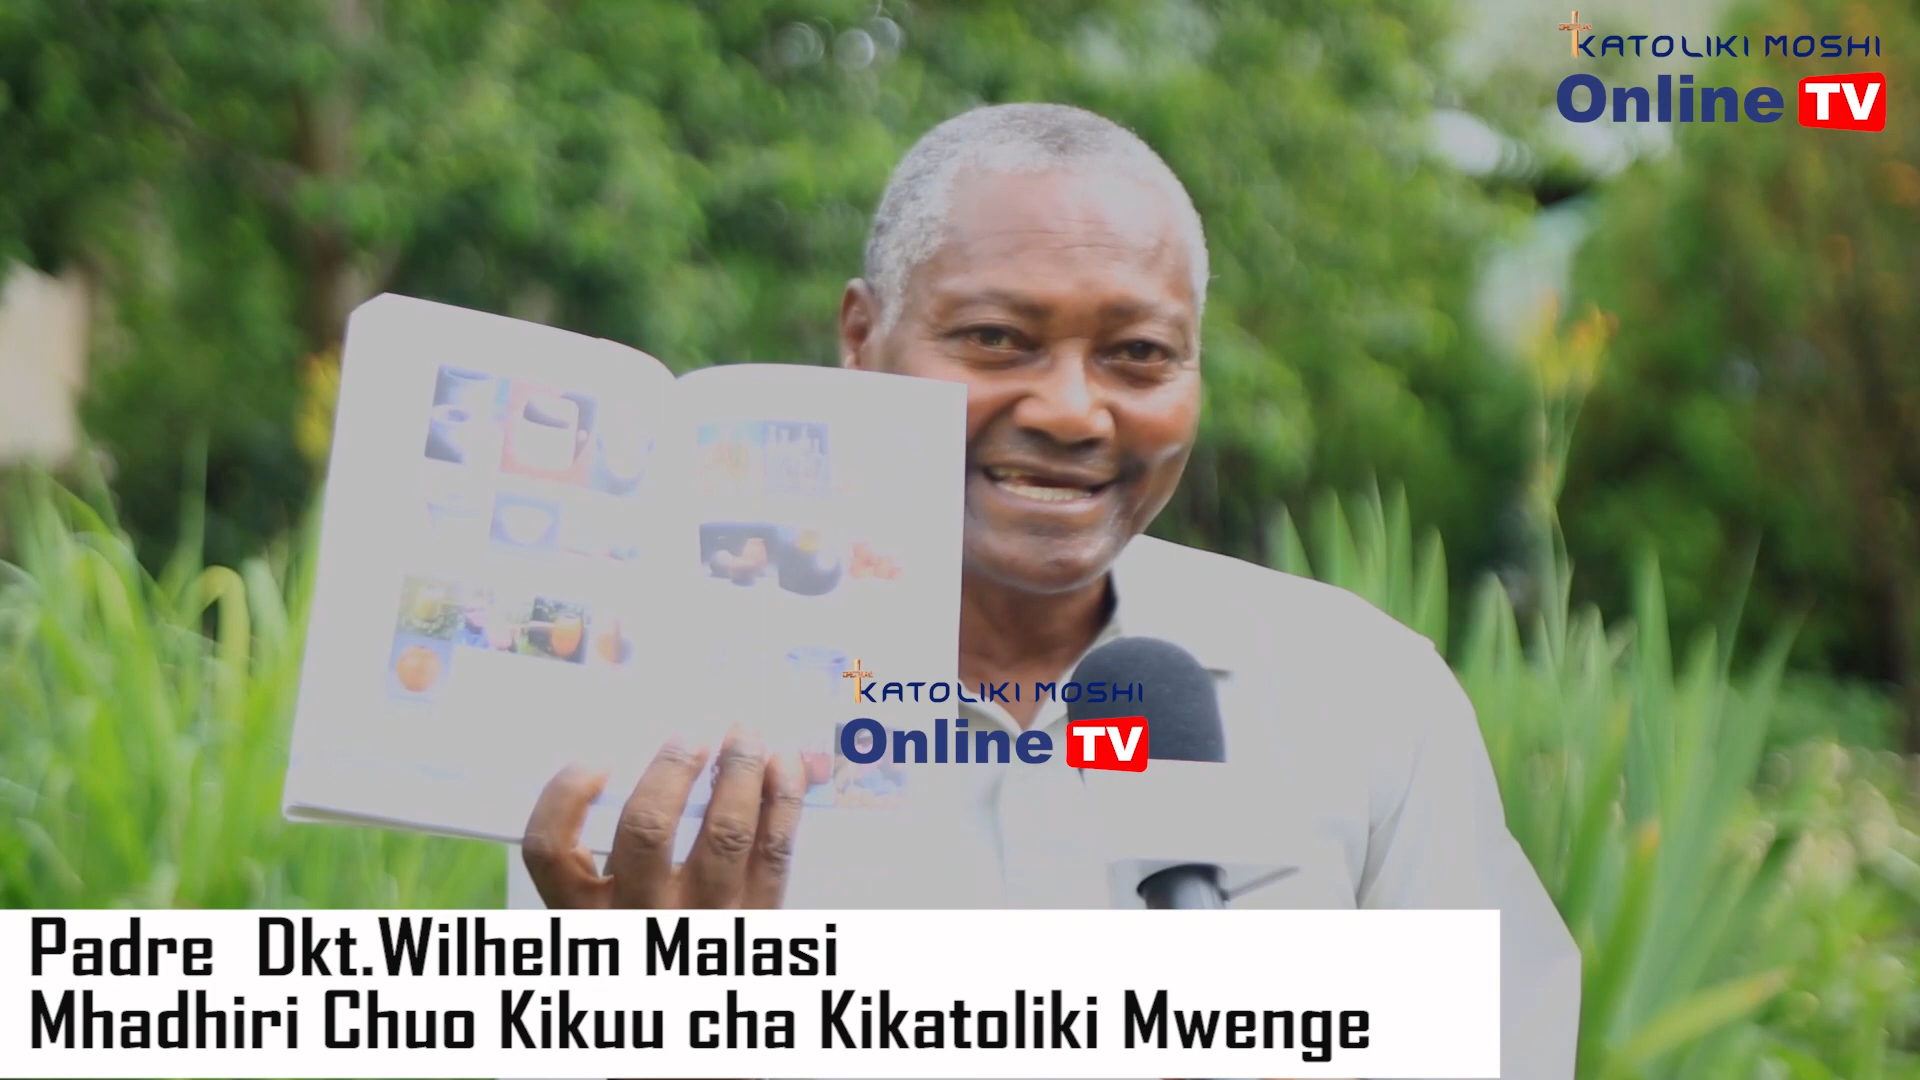 KATOLIKI MOSHI
Online TV
KATOLIKI MOSHI
Online TV
Padre Dkt.Wilhelm Malasi
Mhadhiri Chuo Kikuu cha Kikatoliki Mwenge